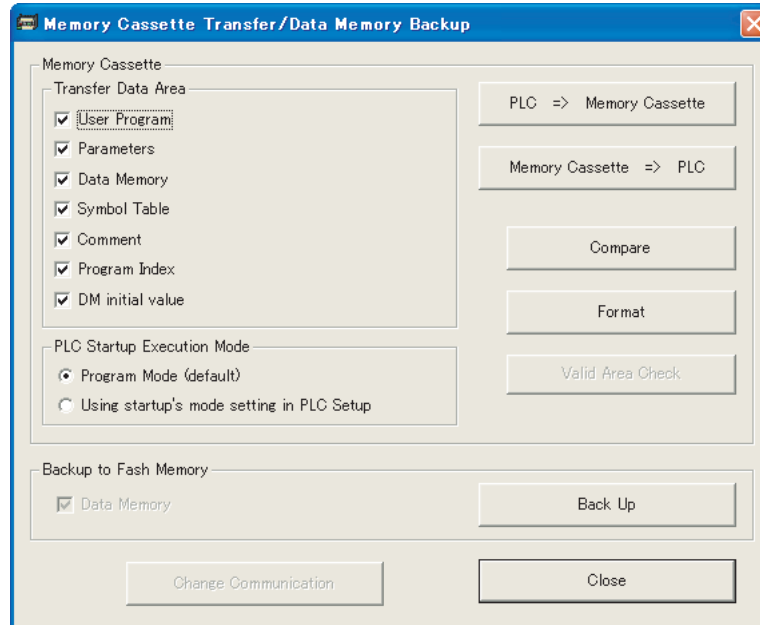 Memory Cassette Transfer/Data Memory Backup
Memory Cassette
Transfer Data Area
User Program
Parameters
Data Memory
Symbol Table
Comment
Program Index
DM initial value
PLC => Memory Cassette
Memory Cassette => PLC
Compare
Format
Valid Area Check
PLC Startup Execution Mode
Program Mode (default)
Using startup's mode setting in PLC Setup
Backup to Fash Memory
Data Memory
Back Up
Change Communication
Close